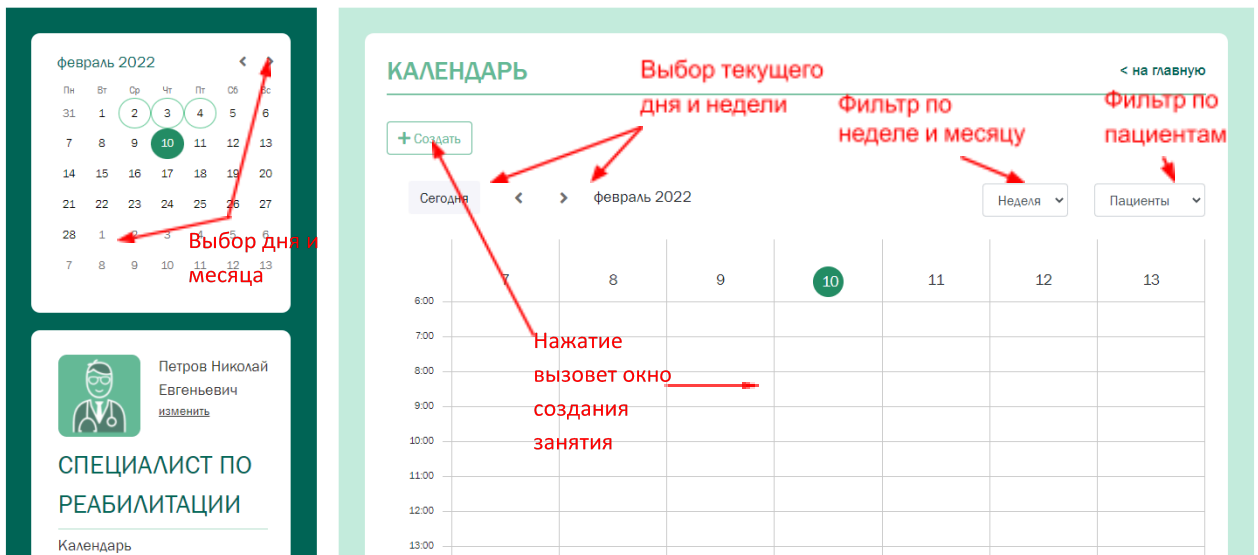 февраль 2022
Пн Вт Ср Чт Пт Сб Вс
31 1 2 3 4 5 6
7 8 9 10 11 12 13
14 15 16 17 18 19 20
21 22 23 24 25 26 27
28 1 2 3 4 5 6
7 8 9 10 11 12 13
Выбор дня и
месяца
Петров Николай
Евгеньевич
изменить
СПЕЦИАЛИСТ ПО
РЕАБИЛИТАЦИИ
Календарь
КАЛЕНДАРЬ
< на главную
Выбор текущего
дня и недели
Фильтр по
неделе и месяцу
Фильтр по
пациентам
+ Создать
Сегодня
февраль 2022
Неделя
Пациенты
7 8 9 10 11 12 13
6:00
7:00
8:00
9:00
10:00
11:00
12:00
13:00
Нажатие
вызовет окно
создания
занятия